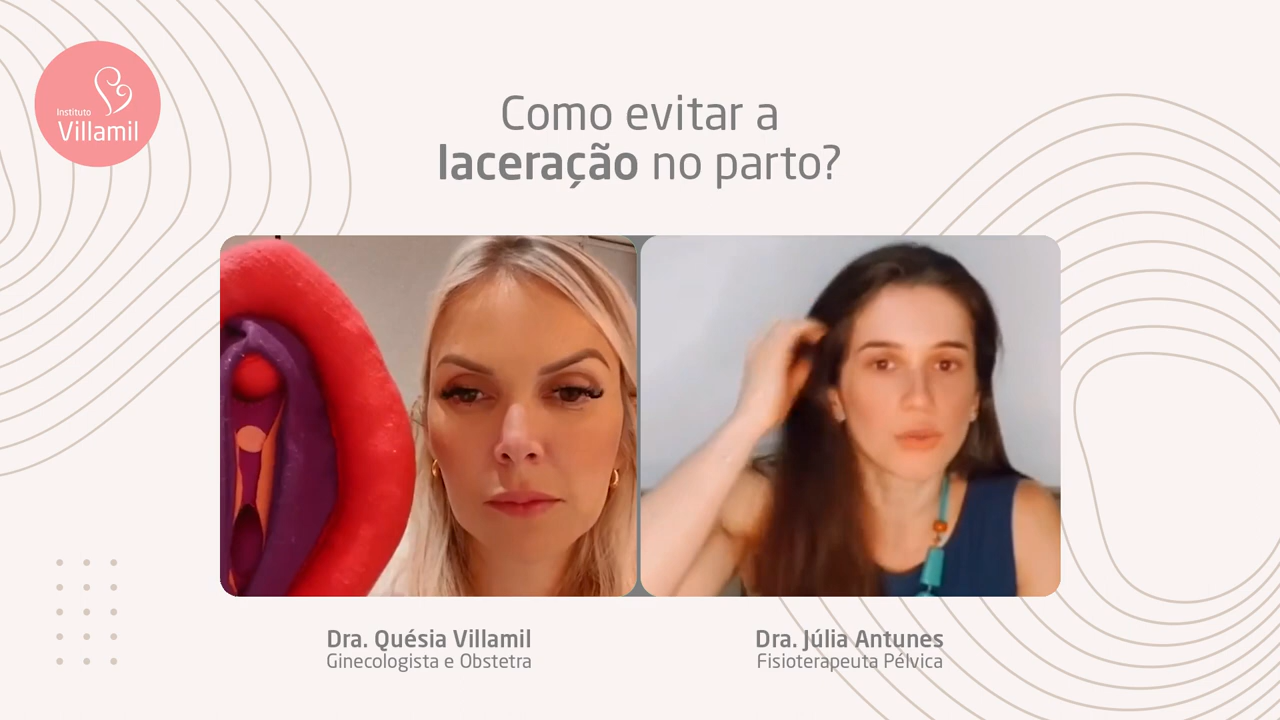 Instituto
Villamil
Como evitar a
laceração no parto?
Dra. Quésia Villamil
Ginecologista e Obstetra
Dra. Júlia Antunes
Fisioterapeuta Pélvica